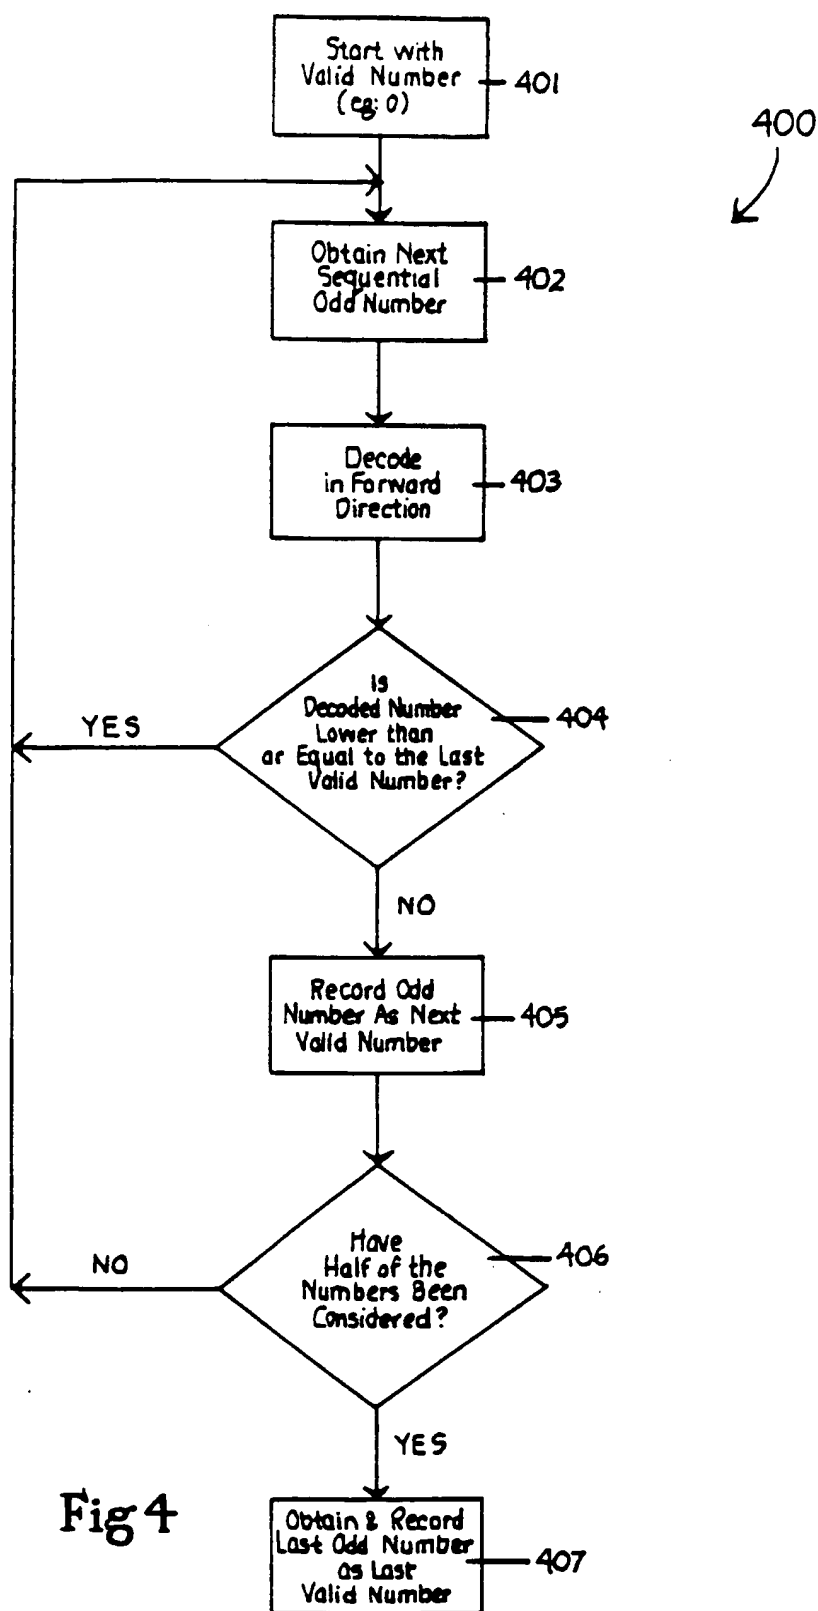 Start with
Valid Number
(eg: 0)
401
400
Obtain Next
Sequential
Odd Number
402
Decode
in Forward
Direction
403
Is
Decoded Number
Lower than
or Equal to the Last
Valid Number?
404
YES
NO
Record Odd
Number As Next
Valid Number
405
Have
Half of the
Numbers Been
Considered?
406
NO
YES
Fig 4
Obtain & Record
Last Odd Number
as Last
Valid Number
407